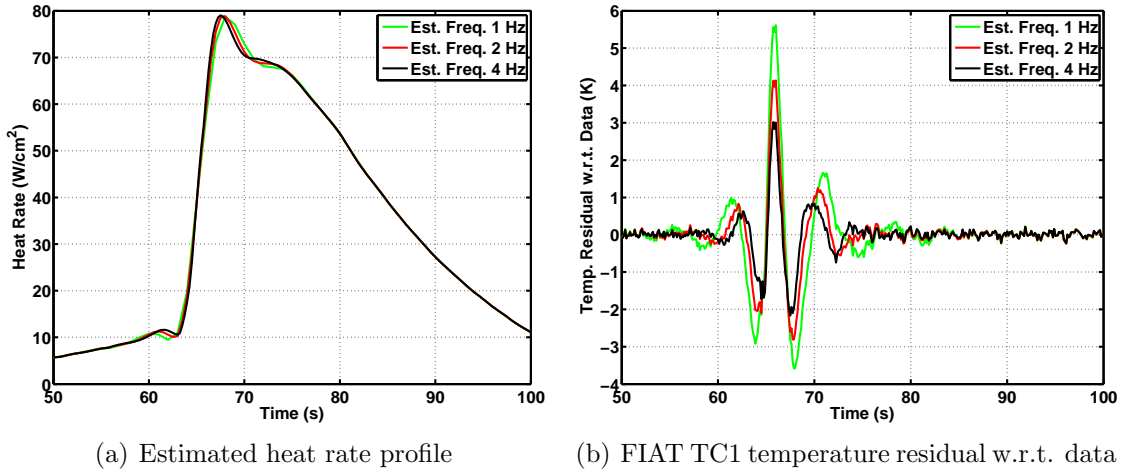 80
70
60
50
40
30
20
10
0
Heat Rate (W/cm²)
Est. Freq. 1 Hz
Est. Freq. 2 Hz
Est. Freq. 4 Hz
50 60 70 80 90 100
Time (s)
(a) Estimated heat rate profile
6
5
4
3
2
1
0
−1
−2
−3
−4
Temp. Residual w.r.t. Data (K)
Est. Freq. 1 Hz
Est. Freq. 2 Hz
Est. Freq. 4 Hz
50 60 70 80 90 100
Time (s)
(b) FIAT TC1 temperature residual w.r.t. data